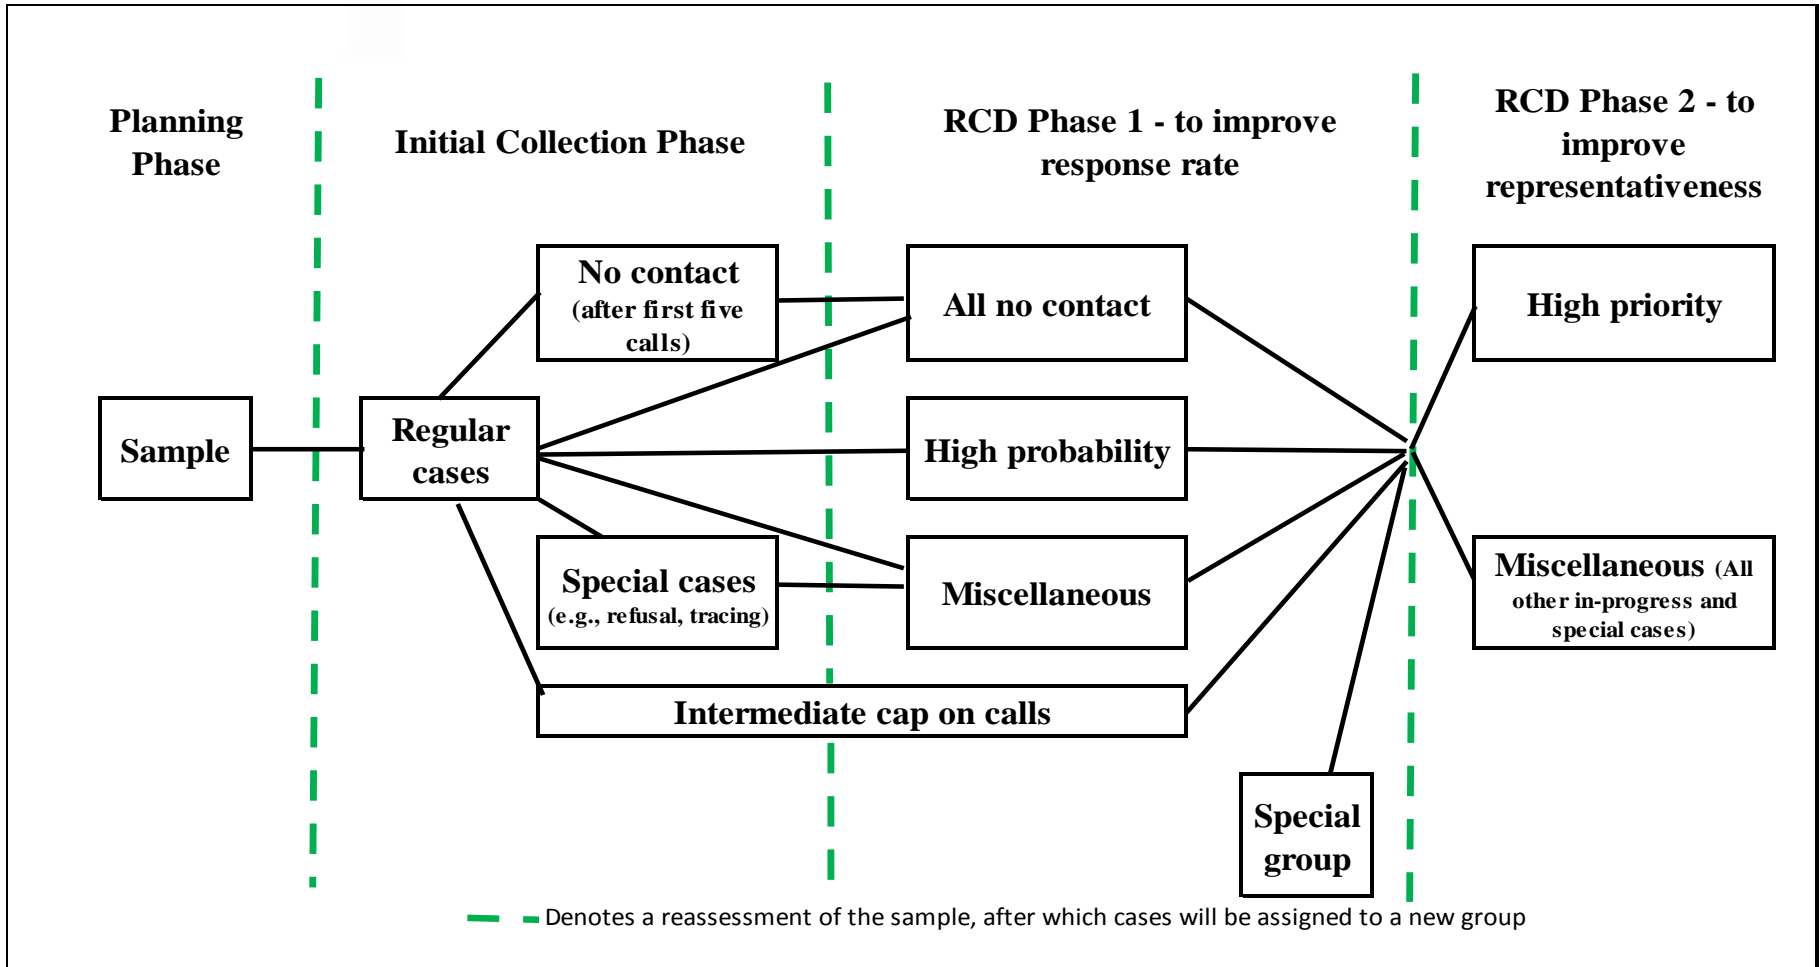 Planning
Phase
Initial Collection Phase
RCD Phase 1 - to improve
response rate
RCD Phase 2 - to
improve
representativeness
No contact
(after first five
calls)
All no contact
High priority
Sample
Regular
cases
High probability
Special cases
(e.g., refusal, tracing)
Miscellaneous
Miscellaneous (All
other in-progress and
special cases)
Intermediate cap on calls
Special
group
Denotes a reassessment of the sample, after which cases will be assigned to a new group